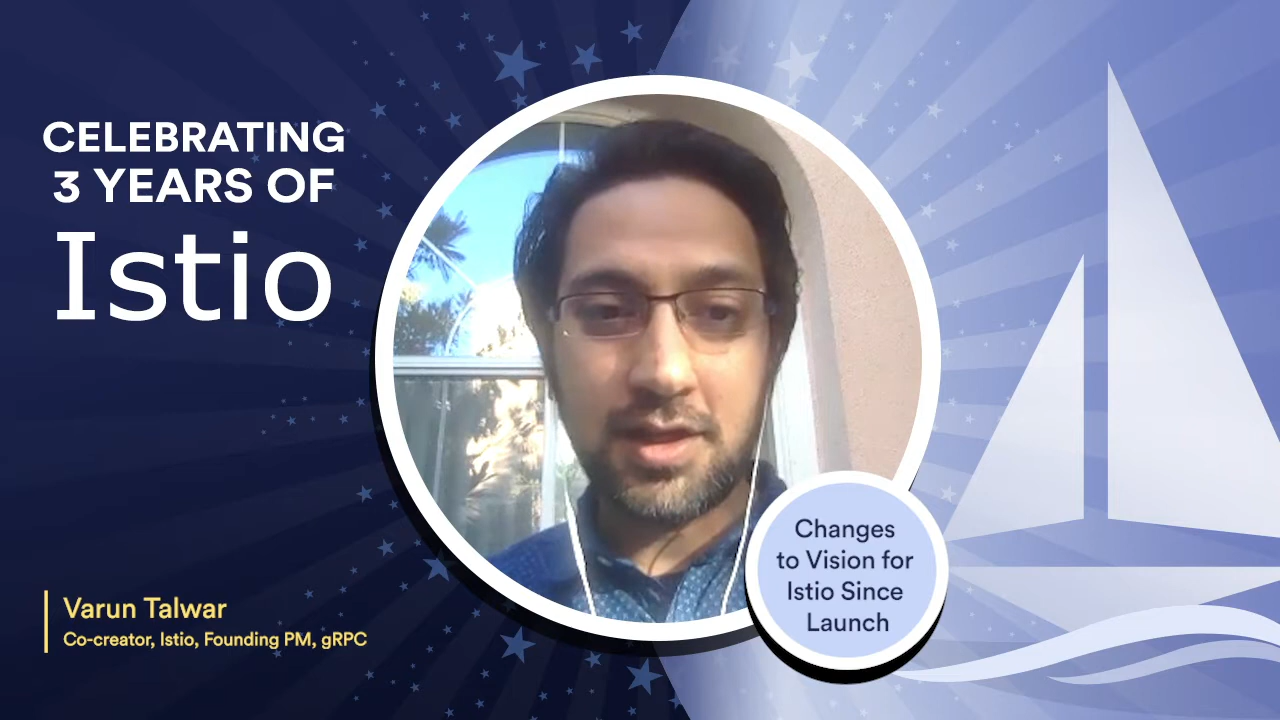 CELEBRATING
3 YEARS OF
Istio
Changes
to Vision for
Istio Since
Launch
Varun Talwar
Co-creator, Istio, Founding PM, gRPC